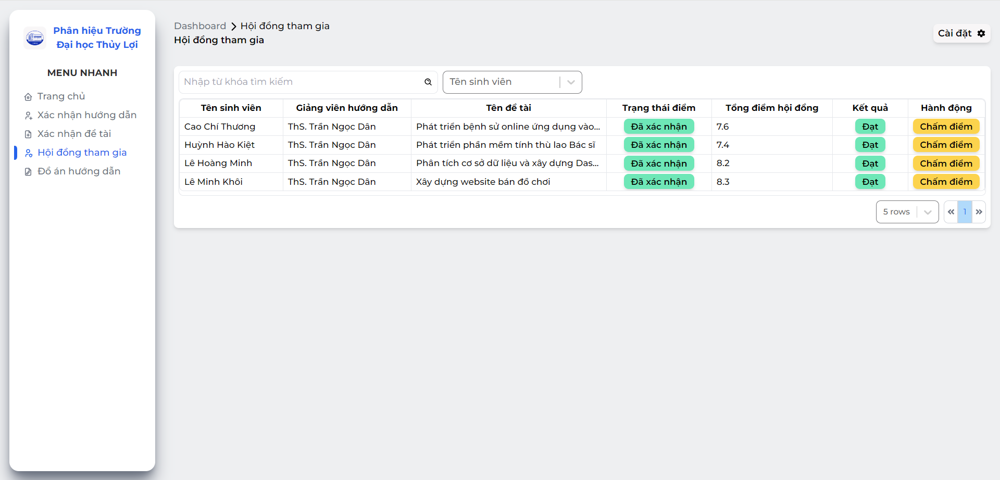 Phân hiệu Trường
Đại học Thủy Lợi
MENU NHANH
Trang chủ
Xác nhận hướng dẫn
Xác nhận đề tài
Hội đồng tham gia
Đồ án hướng dẫn
Dashboard Hội đồng tham gia
Hội đồng tham gia
Cài đặt
Nhập từ khóa tìm kiếm Tên sinh viên
Tên sinh viên Giảng viên hướng dẫn Tên đề tài Trạng thái điểm Tổng điểm hội đồng Kết quả Hành động
Cao Chí Thương ThS. Trần Ngọc Dân Phát triển bệnh sử online ứng dụng vào... Đã xác nhận 7.6 Đạt Chấm điểm
Huỳnh Hào Kiệt ThS. Trần Ngọc Dân Phát triển phần mềm tính thù lao Bác sĩ Đã xác nhận 7.4 Đạt Chấm điểm
Lê Hoàng Minh ThS. Trần Ngọc Dân Phân tích cơ sở dữ liệu và xây dựng Das... Đã xác nhận 8.2 Đạt Chấm điểm
Lê Minh Khôi ThS. Trần Ngọc Dân Xây dựng website bán đồ chơi Đã xác nhận 8.3 Đạt Chấm điểm
5 rows « 1 »